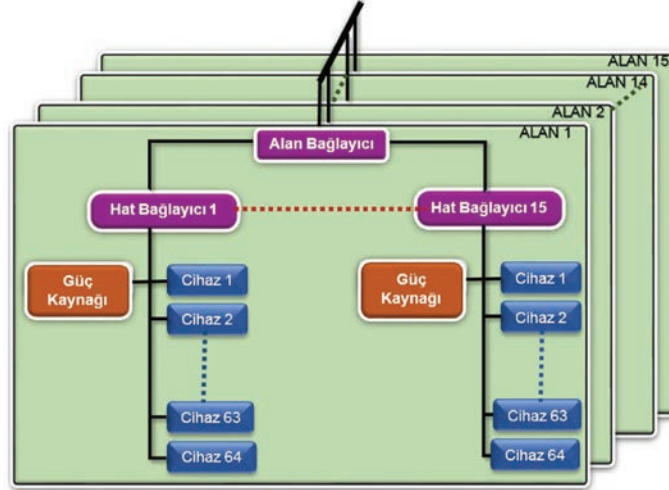 ALAN 15
ALAN 14
ALAN 2
ALAN 1
Alan Bağlayıcı
Hat Bağlayıcı 1
Hat Bağlayıcı 15
Güç
Kaynağı
Cihaz 1
Cihaz 2
Cihaz 63
Cihaz 64
Güç
Kaynağı
Cihaz 1
Cihaz 2
Cihaz 63
Cihaz 64